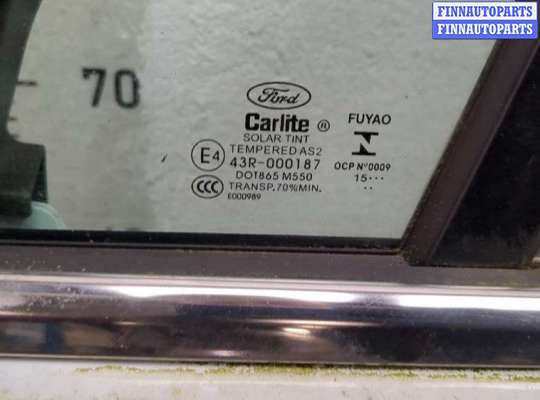 FINNAUTOPARTS
FINNAUTOPARTS
70
Ford
Carlite ®
SOLAR TINT
TEMPERED AS2
E4 43R-000187
DOT865 M550
CCC TRANSP. 70% MIN.
E000989
FUYAO
N
OCP N°0009
15···
··